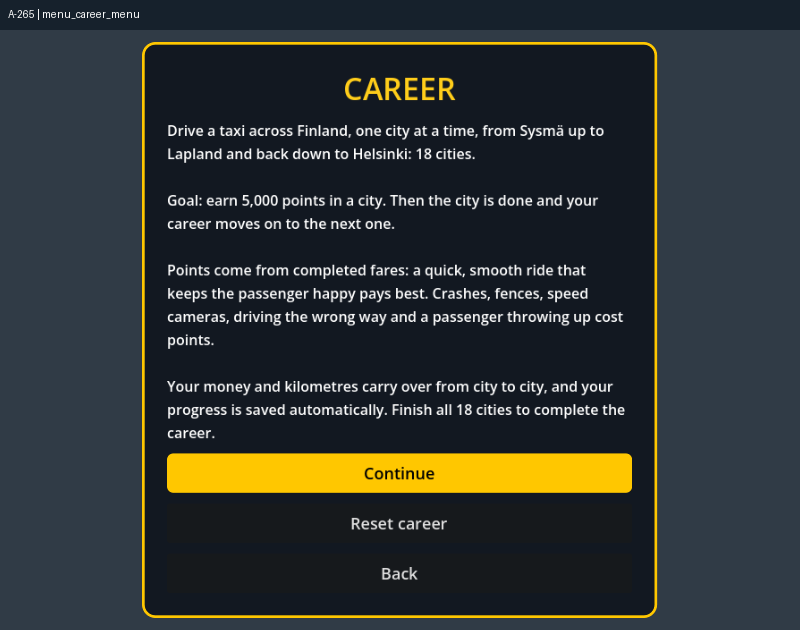 A-265 | menu_career_menu
CAREER
Drive a taxi across Finland, one city at a time, from Sysmä up to
Lapland and back down to Helsinki: 18 cities.
Goal: earn 5,000 points in a city. Then the city is done and your
career moves on to the next one.
Points come from completed fares: a quick, smooth ride that
keeps the passenger happy pays best. Crashes, fences, speed
cameras, driving the wrong way and a passenger throwing up cost
points.
Your money and kilometres carry over from city to city, and your
progress is saved automatically. Finish all 18 cities to complete the
career.
Continue
Reset career
Back